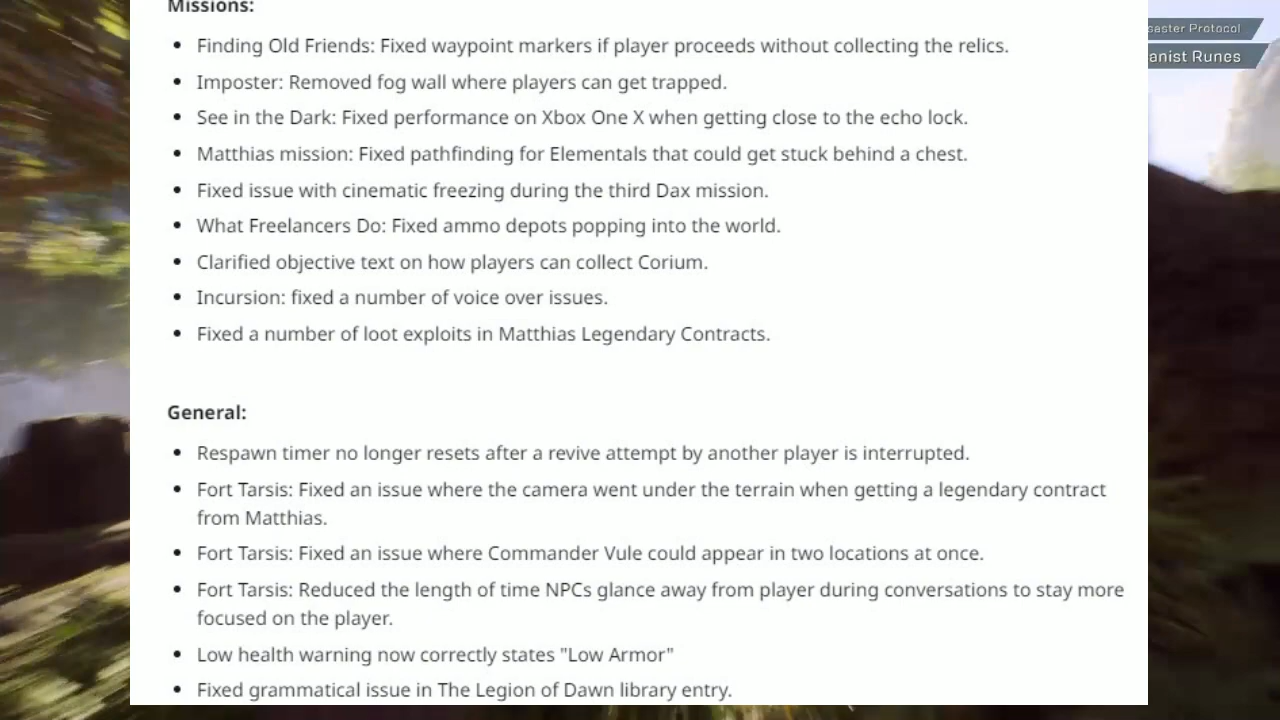 Missions:
saster Protocol
anist Runes
• Finding Old Friends: Fixed waypoint markers if player proceeds without collecting the relics.
• Imposter: Removed fog wall where players can get trapped.
• See in the Dark: Fixed performance on Xbox One X when getting close to the echo lock.
• Matthias mission: Fixed pathfinding for Elementals that could get stuck behind a chest.
• Fixed issue with cinematic freezing during the third Dax mission.
• What Freelancers Do: Fixed ammo depots popping into the world.
• Clarified objective text on how players can collect Corium.
• Incursion: fixed a number of voice over issues.
• Fixed a number of loot exploits in Matthias Legendary Contracts.
General:
• Respawn timer no longer resets after a revive attempt by another player is interrupted.
• Fort Tarsis: Fixed an issue where the camera went under the terrain when getting a legendary contract
from Matthias.
• Fort Tarsis: Fixed an issue where Commander Vule could appear in two locations at once.
• Fort Tarsis: Reduced the length of time NPCs glance away from player during conversations to stay more
focused on the player.
• Low health warning now correctly states "Low Armor"
• Fixed grammatical issue in The Legion of Dawn library entry.